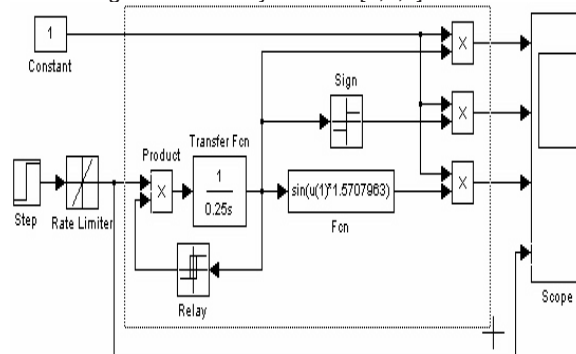 1
Constant
X
Sign
X
Product
Transfer Fcn
X
1
0.25s
sin(u(1)*1.5707963)
X
Step
Rate Limiter
Fcn
Relay
Scope